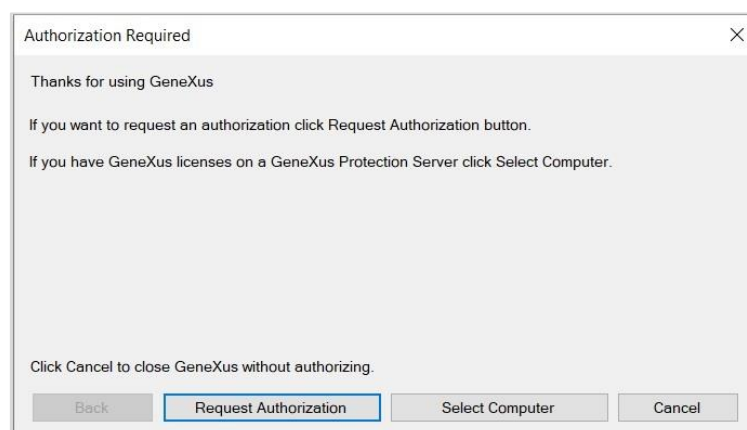 Authorization Required
Thanks for using GeneXus
If you want to request an authorization click Request Authorization button.
If you have GeneXus licenses on a GeneXus Protection Server click Select Computer.
Click Cancel to close GeneXus without authorizing.
Back Request Authorization Select Computer Cancel